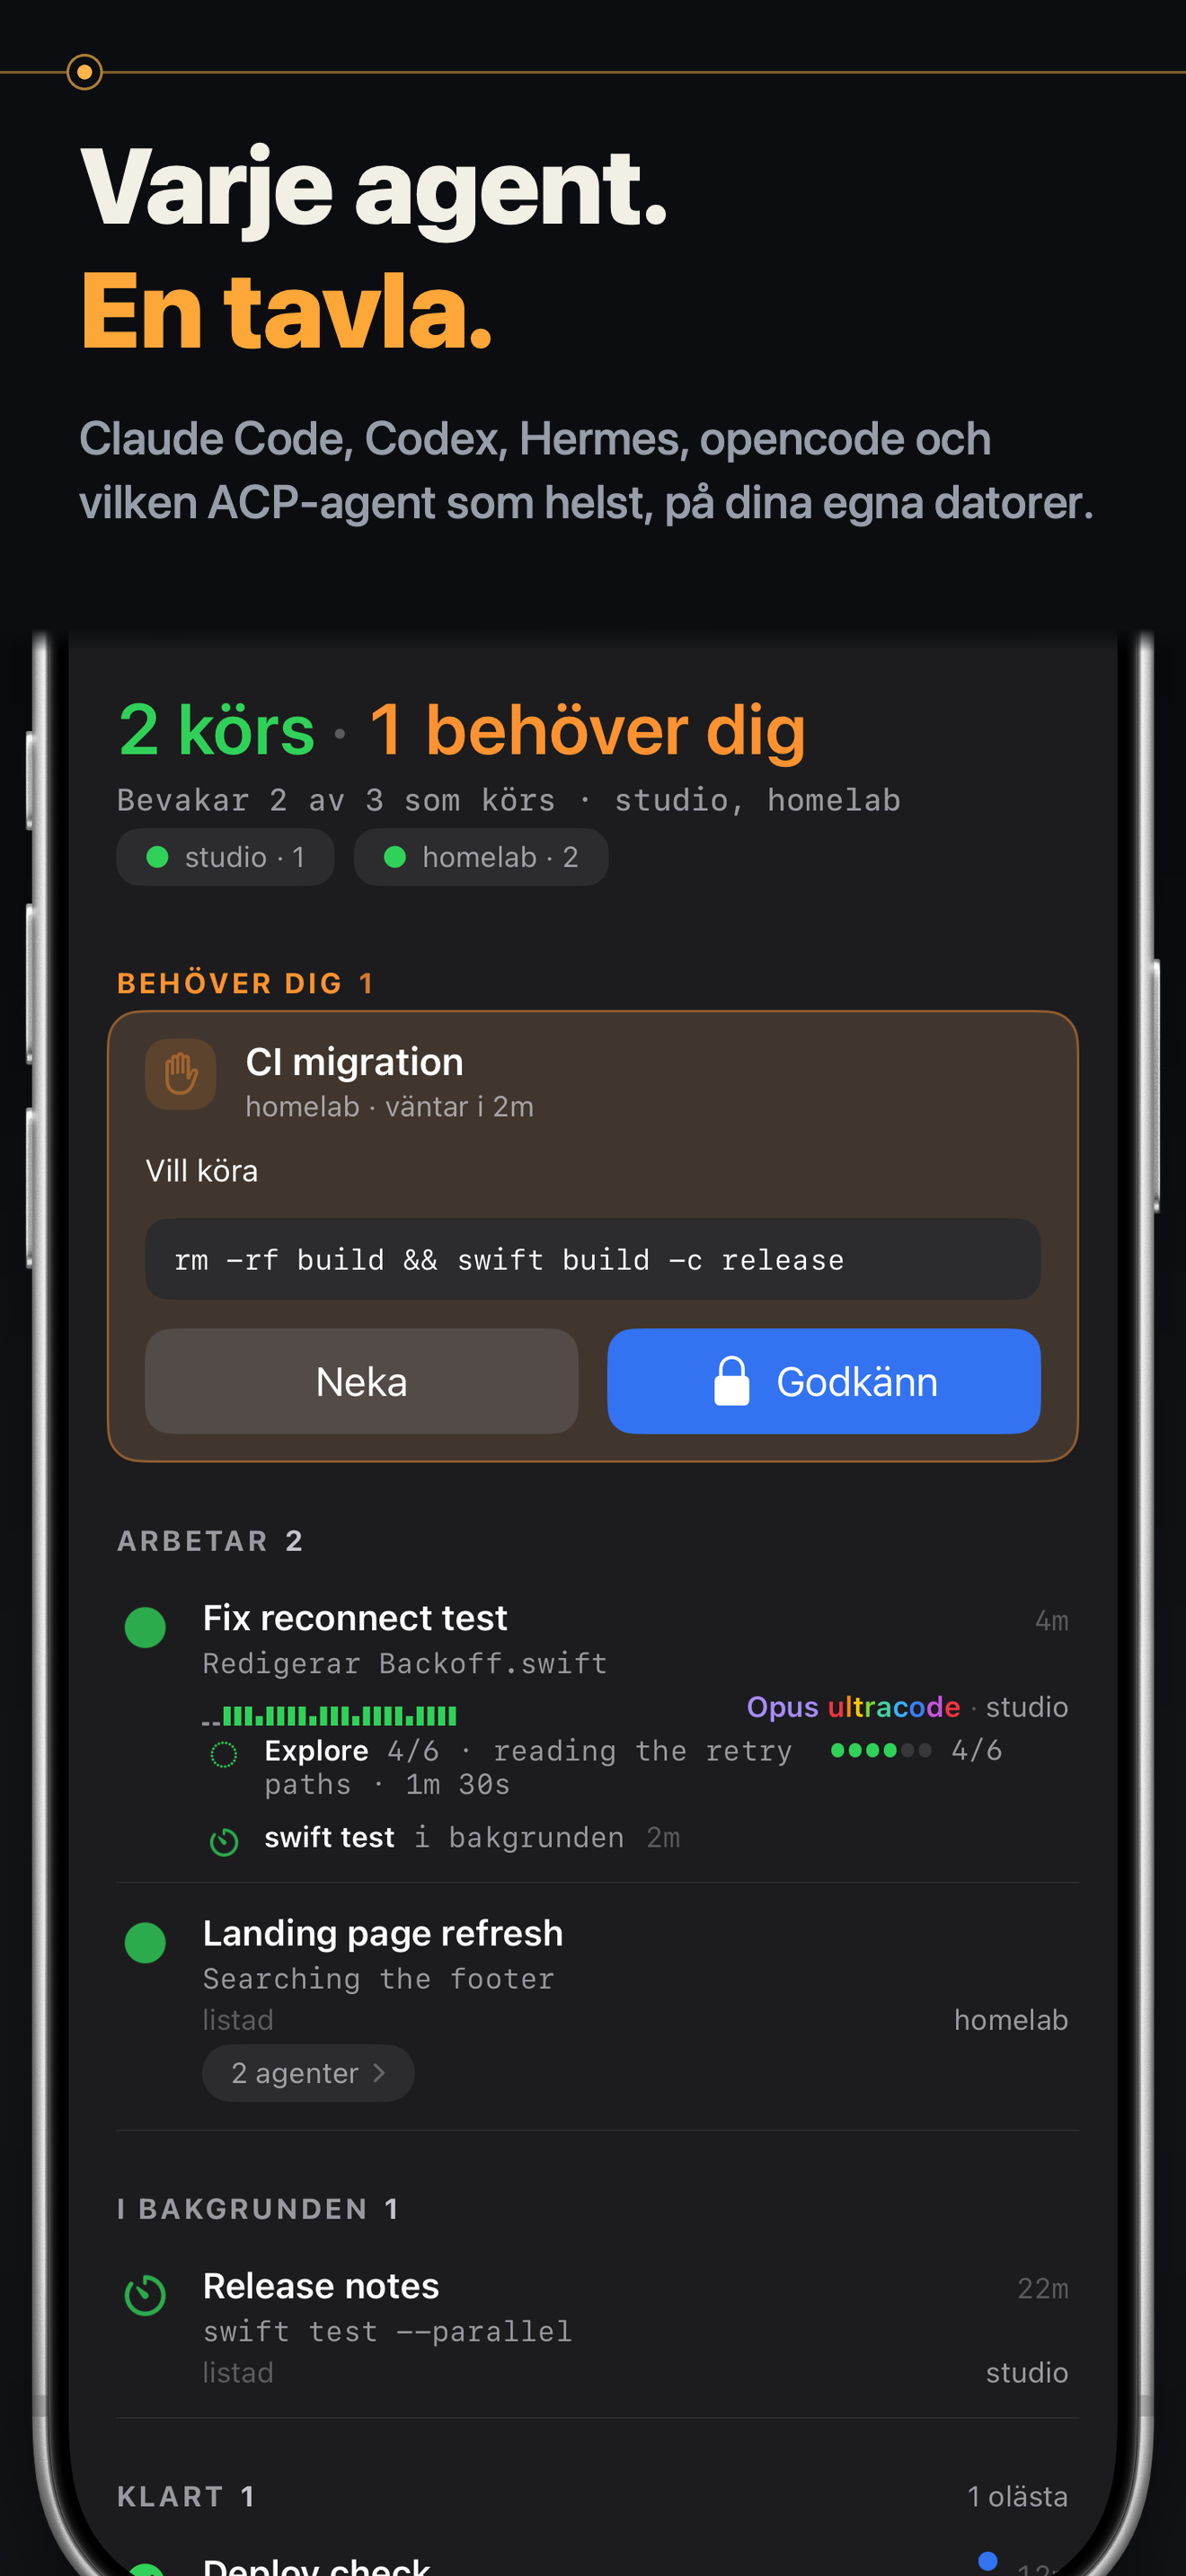 Varje agent.
En tavla.
Claude Code, Codex, Hermes, opencode och
vilken ACP-agent som helst, på dina egna datorer.
2 körs · 1 behöver dig
Bevakar 2 av 3 som körs · studio, homelab
studio · 1
homelab · 2
BEHÖVER DIG 1
CI migration
homelab · väntar i 2m
Vill köra
rm -rf build && swift build -c release
Neka
Godkänn
ARBETAR 2
Fix reconnect test 4m
Redigerar Backoff.swift
Opus ultracode · studio
Explore 4/6 · reading the retry 4/6
paths · 1m 30s
swift test i bakgrunden 2m
Landing page refresh
Searching the footer
listad homelab
2 agenter
I BAKGRUNDEN 1
Release notes 22m
swift test --parallel
listad studio
KLART 1 1 olästa
Deploy check